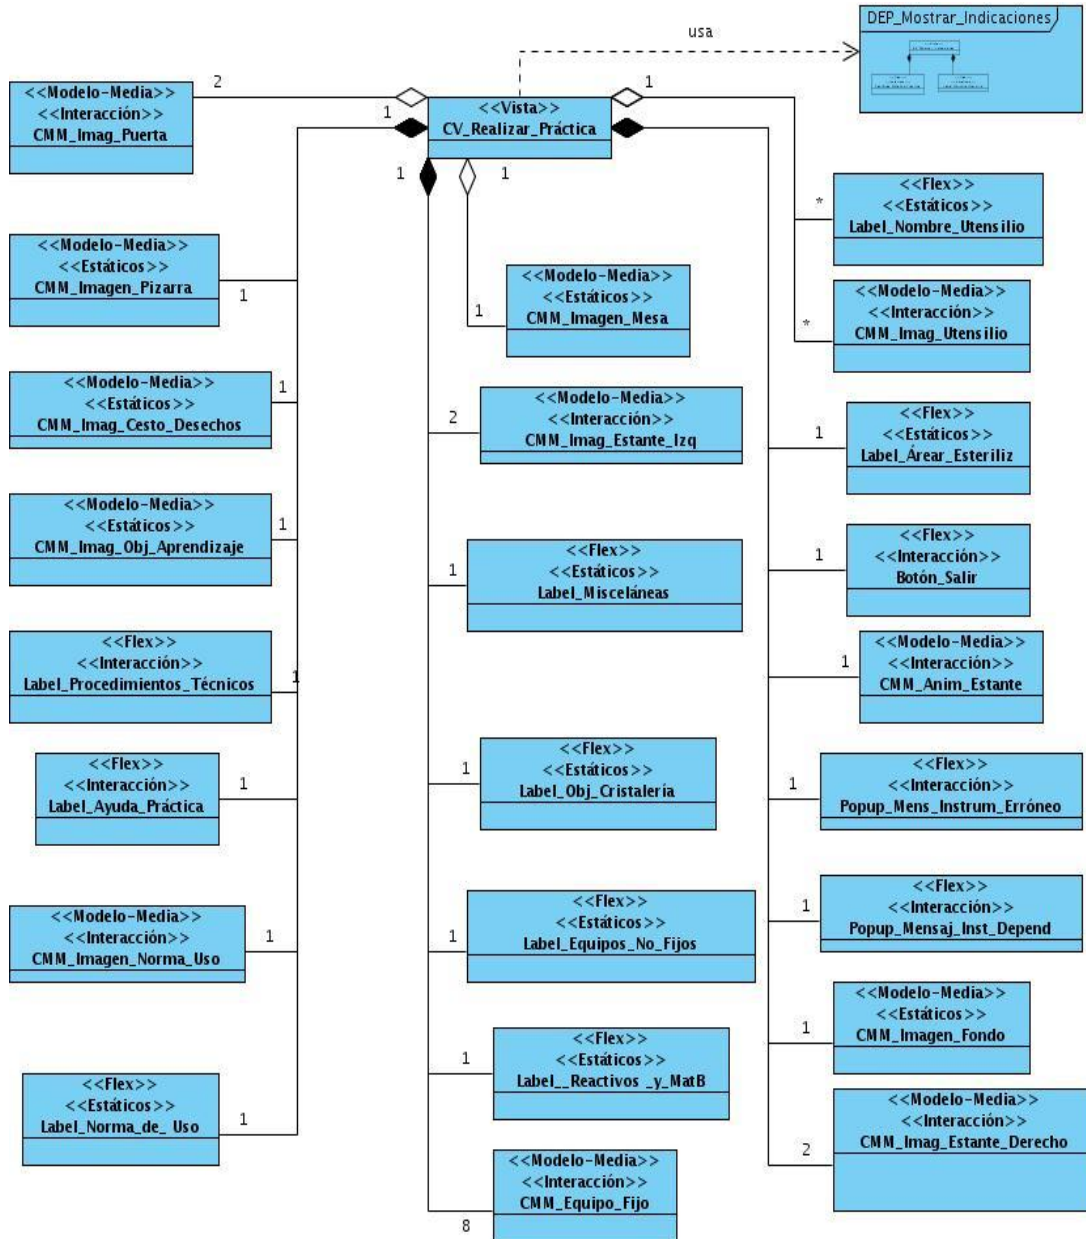 DEP_Mostrar_Indicaciones
usa
2
1
<<Modelo-Media>>
<<Interacción>>
CMM_Imag_Puerta
1
<<Vista>>
CV_Realizar_Práctica
1
1
1
*
<<Flex>>
<<Estáticos>>
Label_Nombre_Utensilio
<<Modelo-Media>>
<<Estáticos>>
CMM_Imagen_Pizarra
1
<<Modelo-Media>>
<<Estáticos>>
CMM_Imagen_Mesa
1
<<Modelo-Media>>
<<Interacción>>
CMM_Imag_Utensilio
*
<<Modelo-Media>>
<<Estáticos>>
CMM_Imag_Cesto_Desechos
1
<<Modelo-Media>>
<<Interacción>>
CMM_Imag_Estante_Izq
2
<<Flex>>
<<Estáticos>>
Label_Árear_Esteriliz
1
<<Modelo-Media>>
<<Estáticos>>
CMM_Imag_Obj_Aprendizaje
1
<<Flex>>
<<Estáticos>>
Label_Misceláneas
1
<<Flex>>
<<Interacción>>
Botón_Salir
1
<<Flex>>
<<Interacción>>
Label_Procedimientos_Técnicos
1
<<Modelo-Media>>
<<Interacción>>
CMM_Anim_Estante
1
<<Flex>>
<<Interacción>>
Label_Ayuda_Práctica
1
<<Flex>>
<<Estáticos>>
Label_Obj_Cristalería
1
<<Flex>>
<<Interacción>>
Popup_Mens_Instrum_Erróneo
1
<<Modelo-Media>>
<<Interacción>>
CMM_Imagen_Norma_Uso
1
<<Flex>>
<<Estáticos>>
Label_Equipos_No_Fijos
1
<<Flex>>
<<Interacción>>
Popup_Mensaj_Inst_Depend
1
<<Flex>>
<<Estáticos>>
Label_Norma_de_ Uso
1
<<Flex>>
<<Estáticos>>
Label__Reactivos _y_MatB
1
<<Modelo-Media>>
<<Estáticos>>
CMM_Imagen_Fondo
1
<<Modelo-Media>>
<<Interacción>>
CMM_Equipo_Fijo
8
<<Modelo-Media>>
<<Interacción>>
CMM_Imag_Estante_Derecho
2